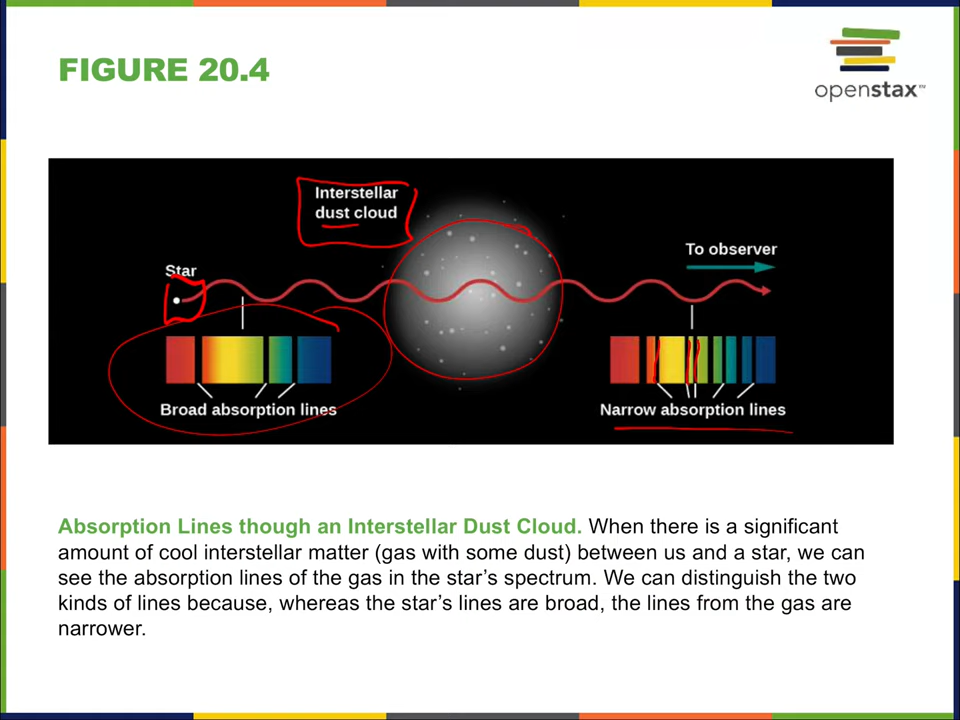 FIGURE 20.4
openstax™
Interstellar
dust cloud
To observer
Star
Broad absorption lines
Narrow absorption lines
Absorption Lines though an Interstellar Dust Cloud. When there is a significant
amount of cool interstellar matter (gas with some dust) between us and a star, we can
see the absorption lines of the gas in the star’s spectrum. We can distinguish the two
kinds of lines because, whereas the star’s lines are broad, the lines from the gas are
narrower.